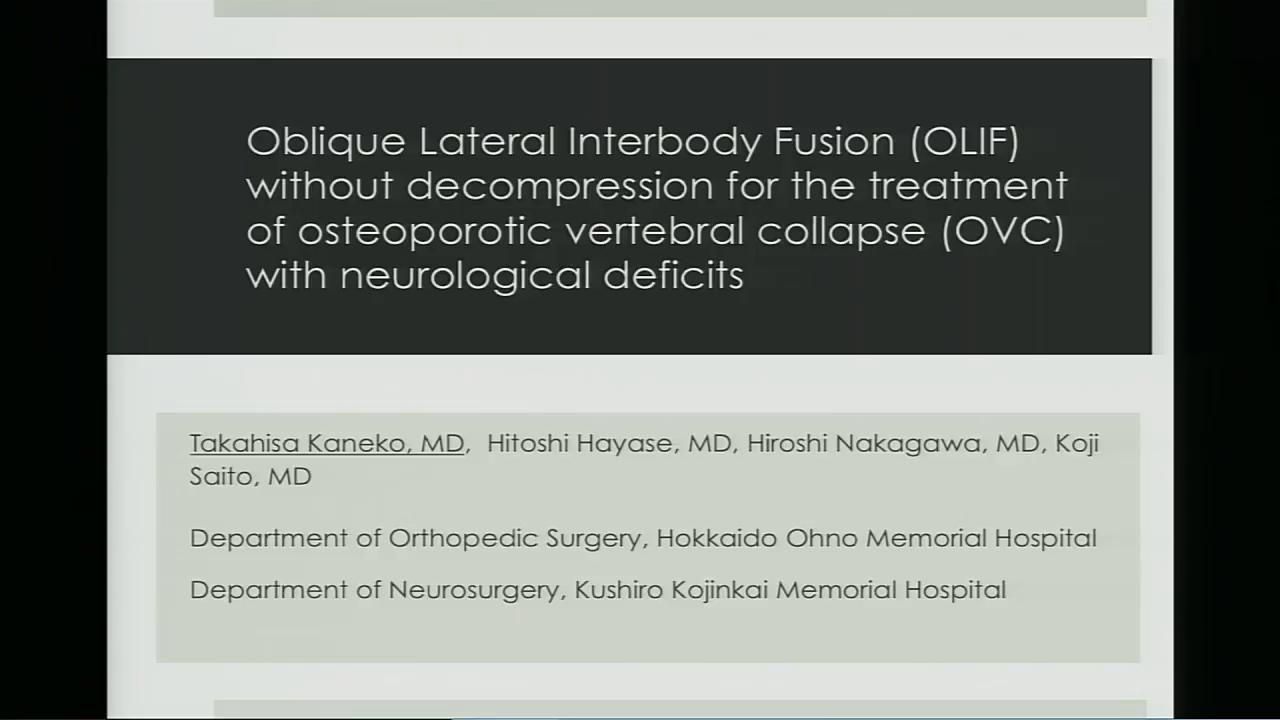 Oblique Lateral Interbody Fusion (OLIF)
without decompression for the treatment
of osteoporotic vertebral collapse (OVC)
with neurological deficits
Takahisa Kaneko, MD,  Hitoshi Hayase, MD, Hiroshi Nakagawa, MD, Koji
Saito, MD
Department of Orthopedic Surgery, Hokkaido Ohno Memorial Hospital
Department of Neurosurgery, Kushiro Kojinkai Memorial Hospital